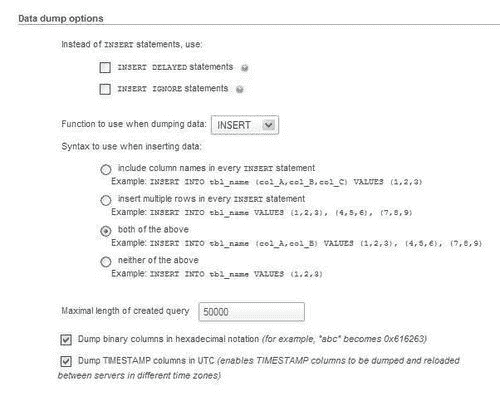 Data dump options
Instead of INSERT statements, use:
INSERT DELAYED statements
INSERT IGNORE statements
Function to use when dumping data: INSERT
Syntax to use when inserting data:
include column names in every INSERT statement
Example: INSERT INTO tbl_name (col_A,col_B,col_C) VALUES (1,2,3)
insert multiple rows in every INSERT statement
Example: INSERT INTO tbl_name VALUES (1,2,3), (4,5,6), (7,8,9)
both of the above
Example: INSERT INTO tbl_name (col_A,col_B) VALUES (1,2,3), (4,5,6), (7,8,9)
neither of the above
Example: INSERT INTO tbl_name VALUES (1,2,3)
Maximal length of created query 50000
Dump binary columns in hexadecimal notation (for example, "abc" becomes 0x616263)
Dump TIMESTAMP columns in UTC (enables TIMESTAMP columns to be dumped and reloaded
between servers in different time zones)